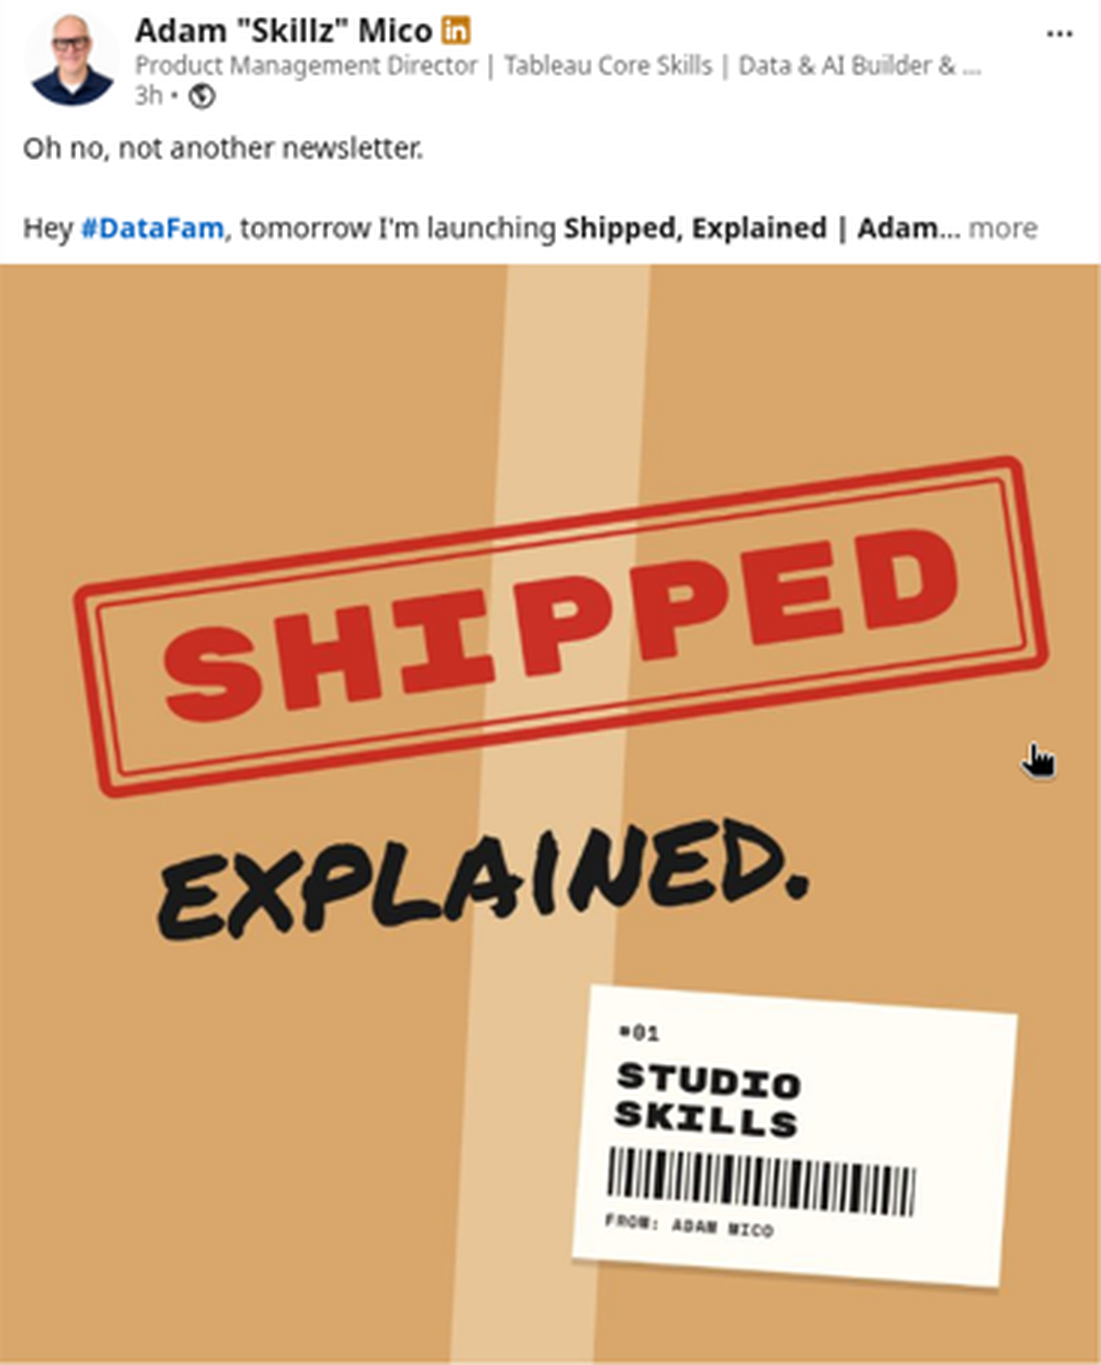 Adam "Skillz" Mico in
Product Management Director | Tableau Core Skills | Data & AI Builder & ...
3h •
Oh no, not another newsletter.
Hey #DataFam, tomorrow I'm launching Shipped, Explained | Adam... more
SHIPPED
EXPLAINED.
#01
STUDIO
SKILLS
FROM: ADAM MICO